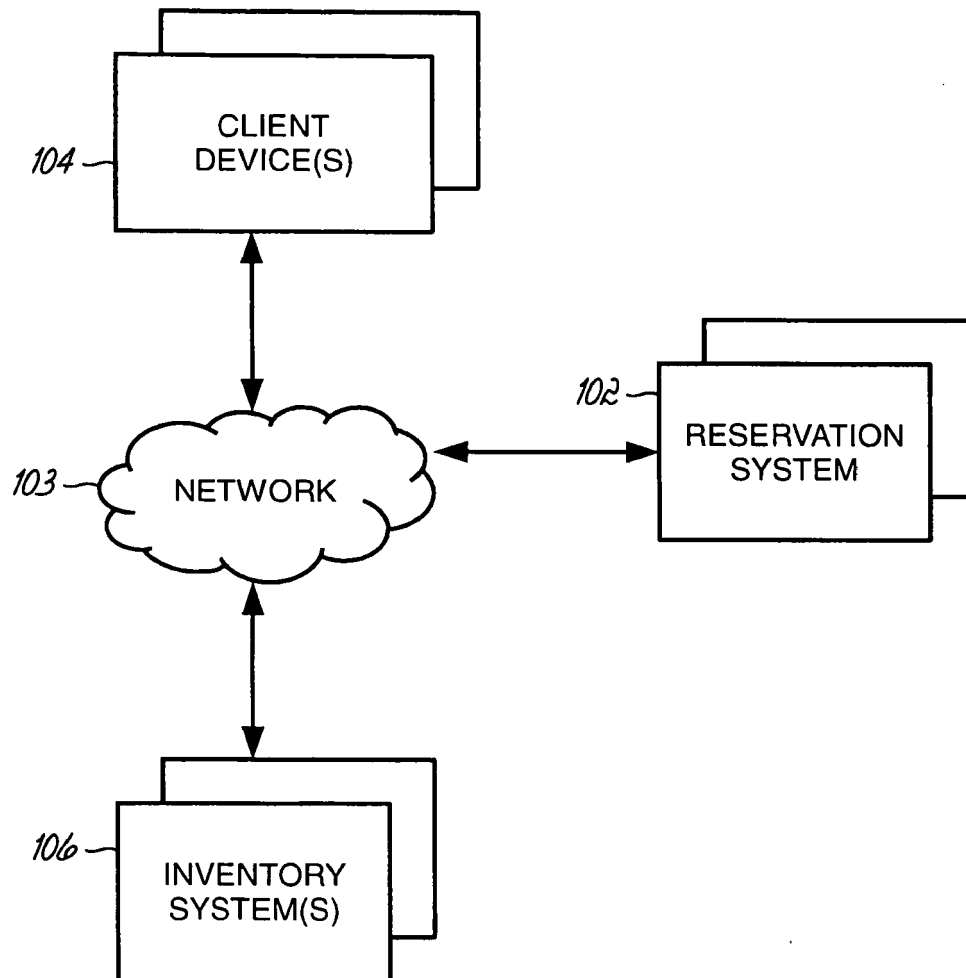 CLIENT
DEVICE(S)
104
102
RESERVATION
SYSTEM
103
NETWORK
106
INVENTORY
SYSTEM(S)